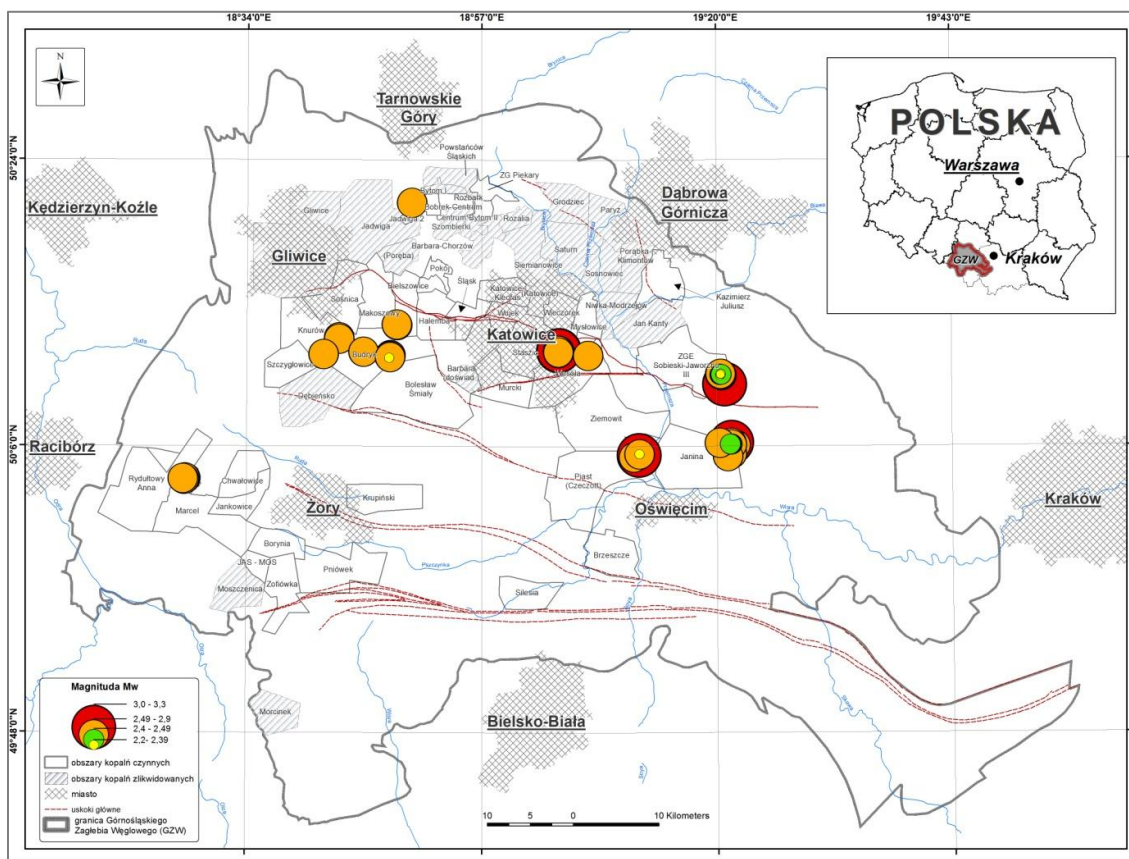 18°34'0"E
18°57'0"E
19°20'0"E
19°43'0"E
N
Tarnowskie
Góry
Brynica
Powstańców
Śląskich
ZG Piekary
50°24'0"N
Kędzierzyn-Koźle
Gliwice
Bytom I
Rozbark
Bobrek-Centrum
Jadwiga 2
Centrum
Bytom II
Szombierki
Rozalia
Jadwiga
Grodziec
Paryż
Dąbrowa
Górnicza
Gliwice
Barbara-Chorzów
(Poręba)
Saturn
Porąbka
Klimontów
Siemianowice
Sosnowiec
Pokój
Bielszowice
Śląsk
Katowice
Kleofas
(Katowice)
Kazimierz
Juliusz
Sośnica
Makoszowy
Halemba
Wujek
Wieczorek
Niwka-Modrzejów
Mysłowice
Jan Kanty
Knurów
Katowice
Staszic
Wesoła
Budryk
Szczygłowice
Barbara
(doświad.)
Murcki
ZGE
Sobieski-Jaworzno
III
Bolesław
Śmiały
Dębieńsko
Ziemowit
Ruda
Racibórz
50°6'0"N
Janina
Rydułtowy
Anna
Chwałowice
Ruda
Piast
(Czeczott)
Kraków
Marcel
Jankowice
Żory
Krupiński
Oświęcim
Wisła
Borynia
Pszczynka
Brzeszcze
JAS - MOS
Pniówek
Zofiówka
Moszczenica
Silesia
Soła
Skawa
Olza
Morcinek
Wisła
Bielsko-Biała
49°48'0"N
POLSKA
Warszawa
GZW
Kraków
Magnituda Mw
3,0 - 3,3
2,49 - 2,9
2,4 - 2,49
2,2- 2,39
obszary kopalń czynnych
obszary kopalń zlikwidowanych
miasto
uskoki główne
granica Górnośląskiego
Zagłębia Węglowego (GZW)
10 5 0 10 Kilometers